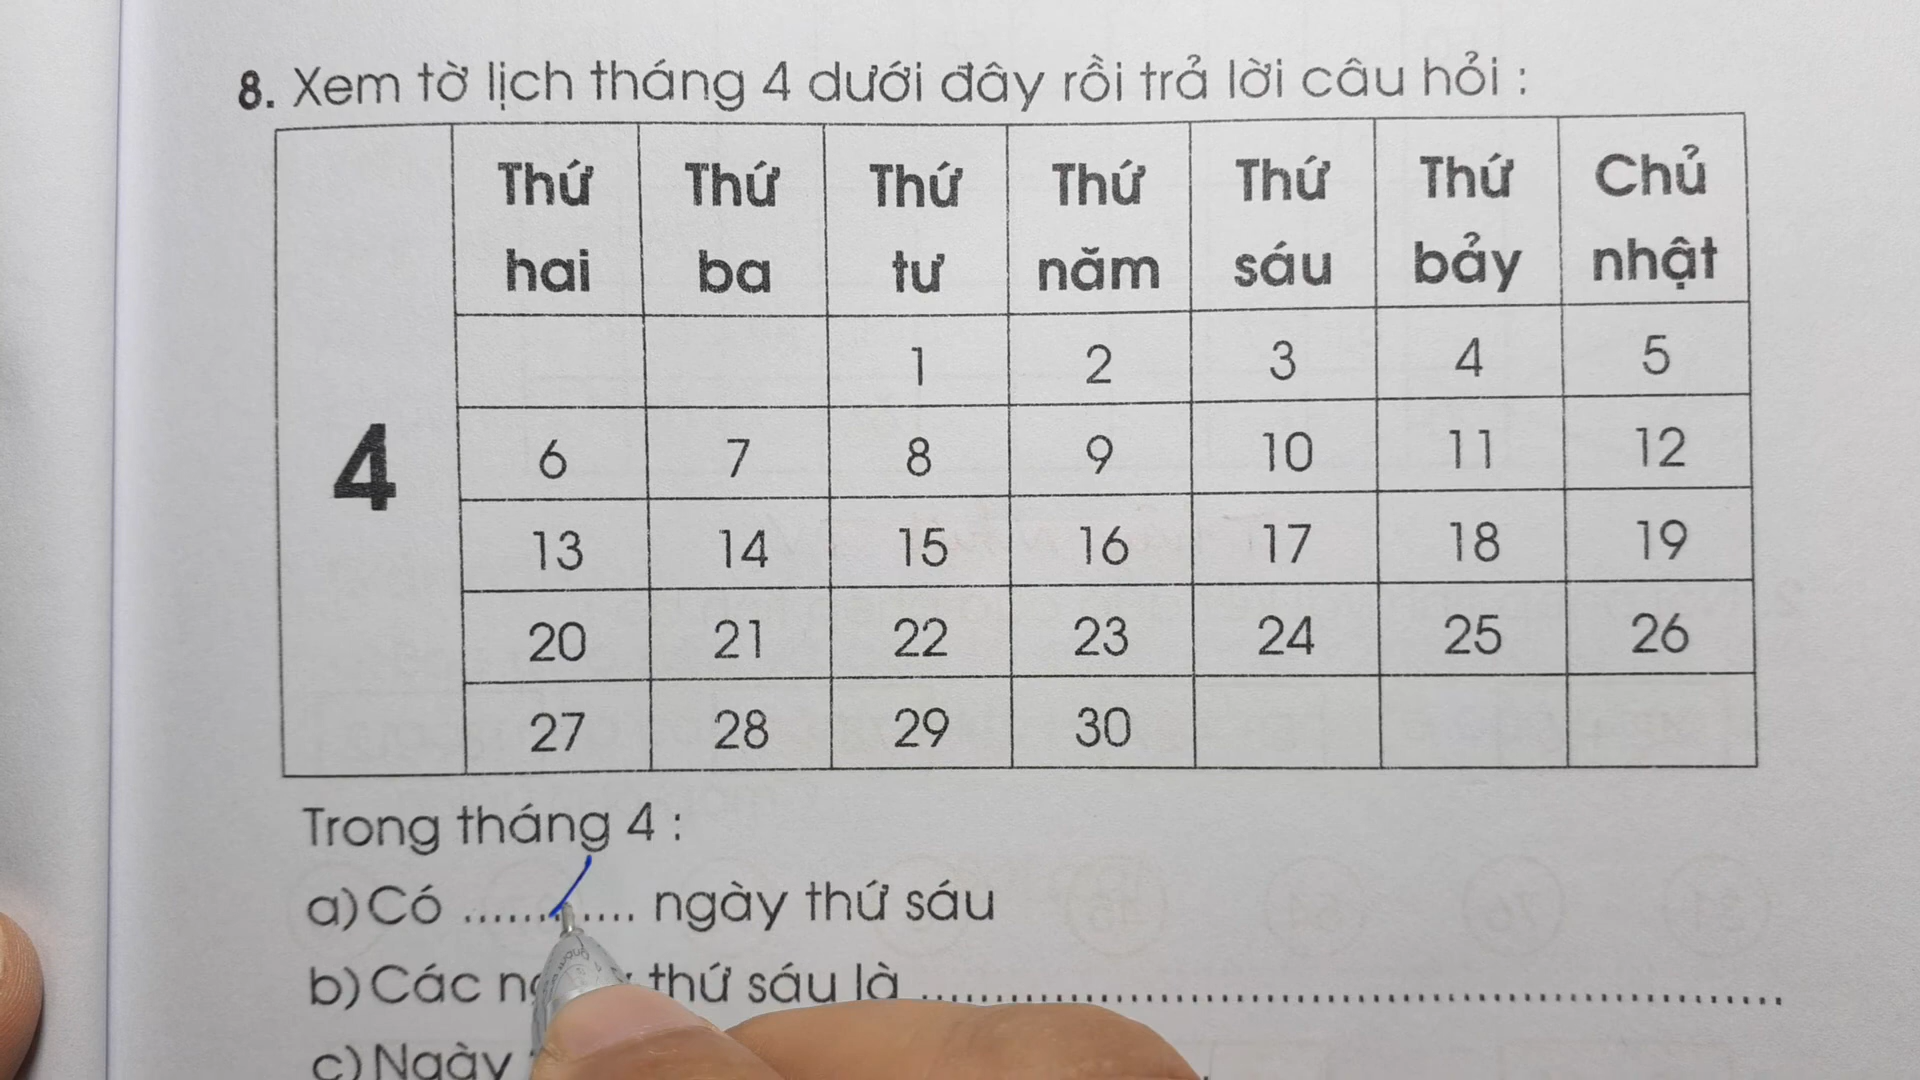 8. Xem tờ lịch tháng 4 dưới đây rồi trả lời câu hỏi :
4
Thứ hai Thứ ba Thứ tư Thứ năm Thứ sáu Thứ bảy Chủ nhật
1 2 3 4 5
6 7 8 9 10 11 12
13 14 15 16 17 18 19
20 21 22 23 24 25 26
27 28 29 30
Trong tháng 4 :
a) Có ............ ngày thứ sáu
b) Các thứ sáu là ............................................................
c) Ngày